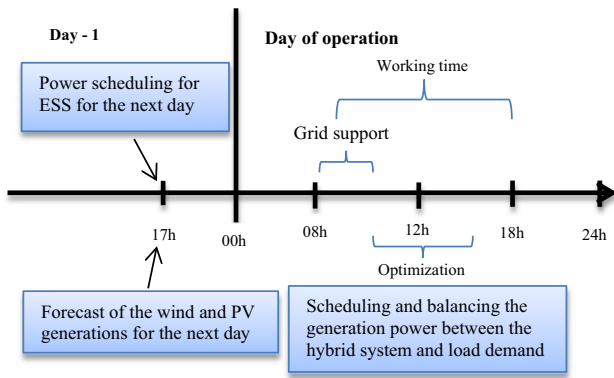 Day - 1
Day of operation
Power scheduling for
ESS for the next day
Working time
Grid support
17h
00h
08h
12h
18h
24h
Optimization
Forecast of the wind and PV
generations for the next day
Scheduling and balancing the
generation power between the
hybrid system and load demand